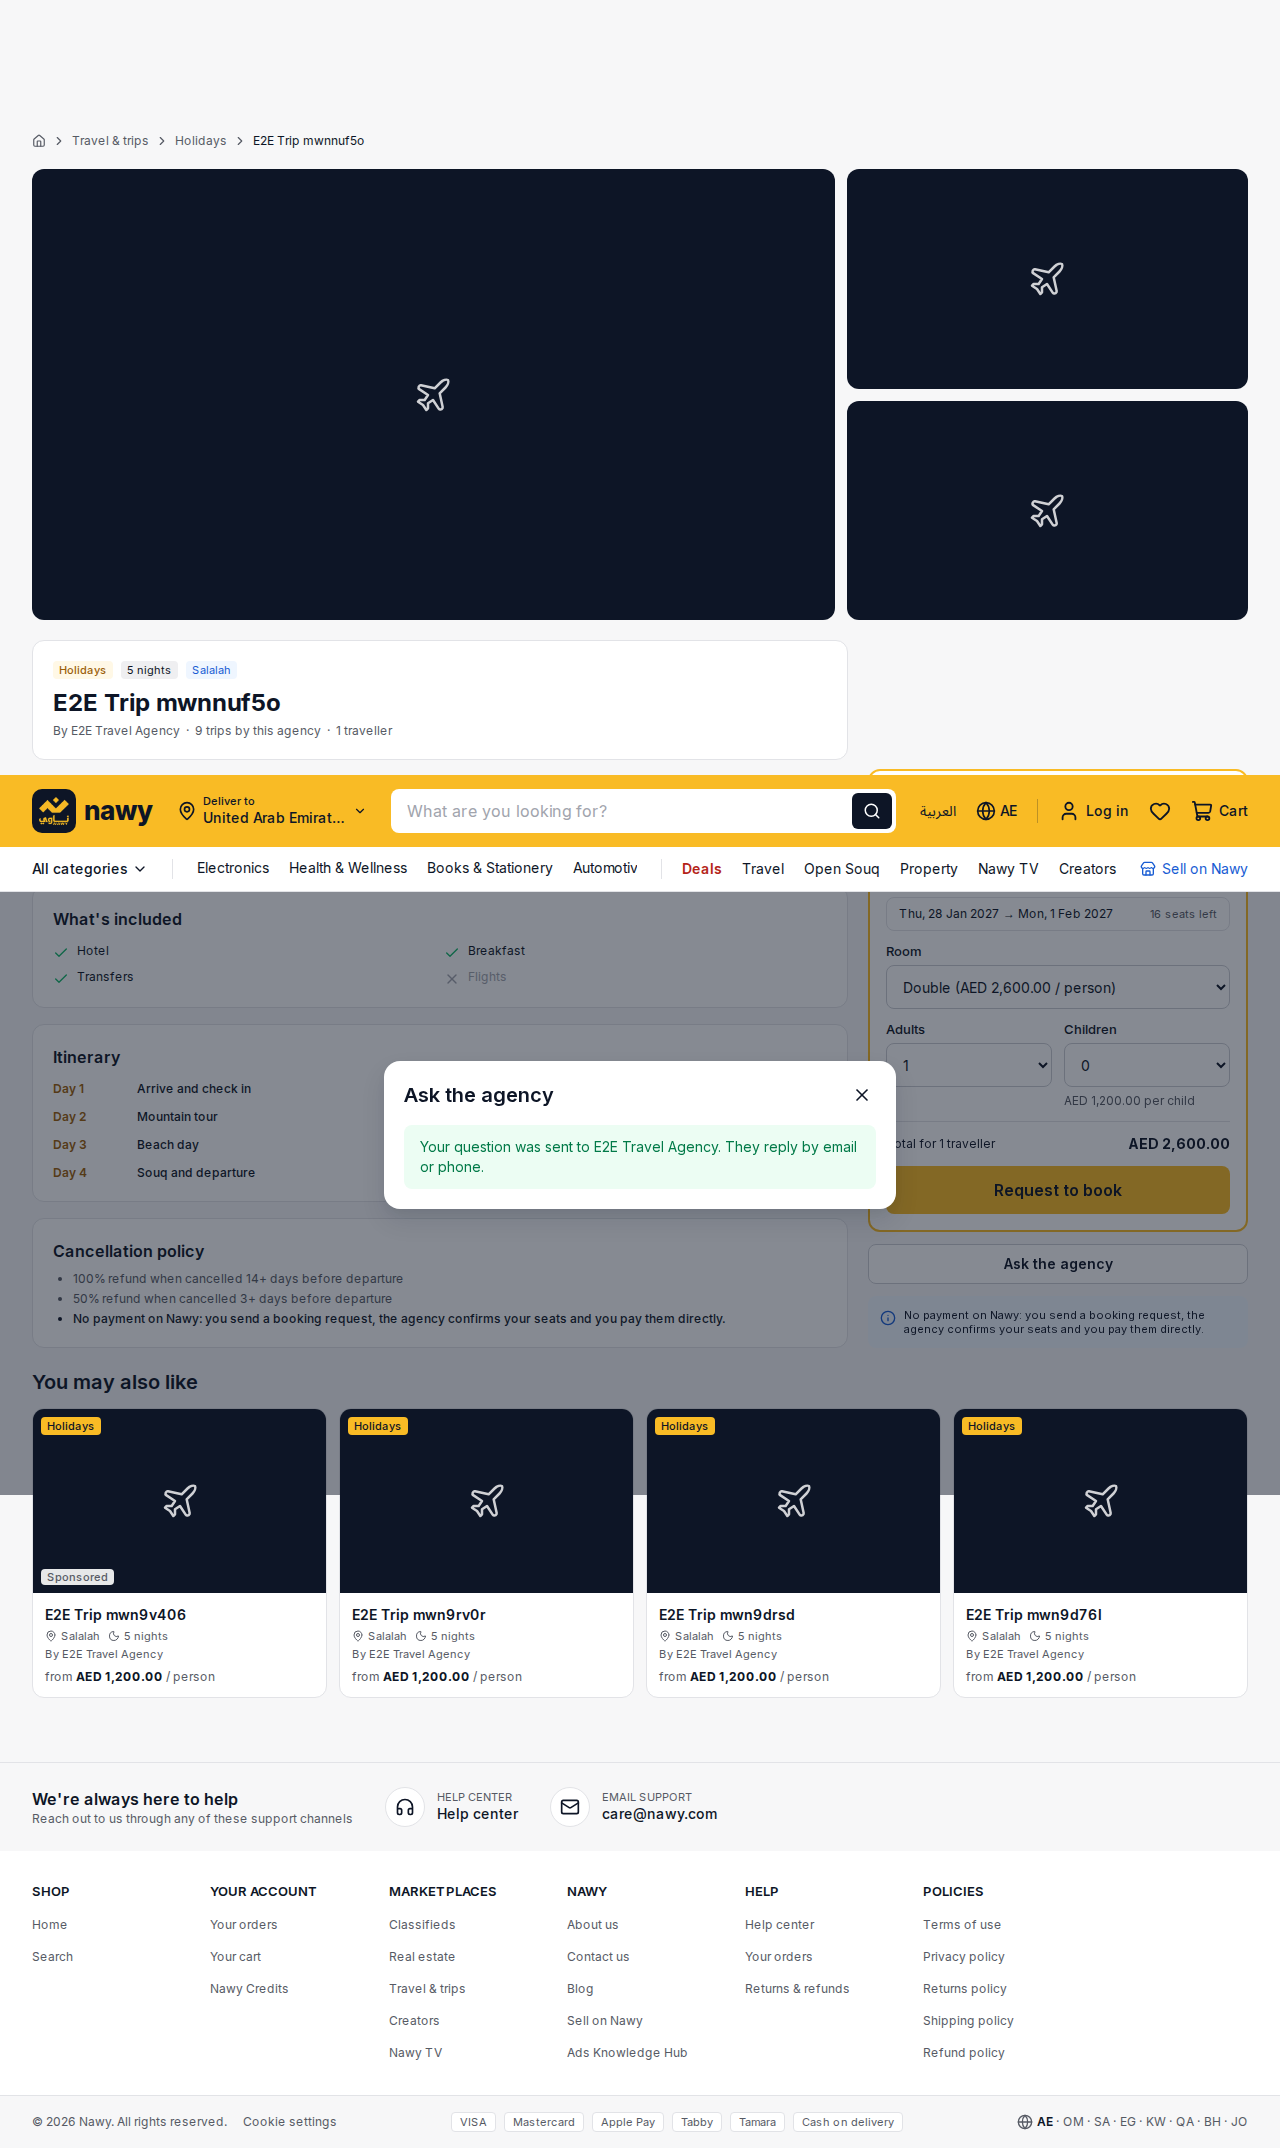 Travel & trips
Holidays
E2E Trip mwnnuf5o
Holidays
5 nights
Salalah
E2E Trip mwnnuf5o
By E2E Travel Agency · 9 trips by this agency · 1 traveller
ناوي
NAWY
nawy
Deliver to
United Arab Emirat...
What are you looking for?
العربية
AE
Log in
Cart
All categories
Electronics
Health & Wellness
Books & Stationery
Automotiv
Deals
Travel
Open Souq
Property
Nawy TV
Creators
Sell on Nawy
What's included
Hotel
Breakfast
Transfers
Flights
Thu, 28 Jan 2027 → Mon, 1 Feb 2027
16 seats left
Room
Double (AED 2,600.00 / person)
Adults
Children
1
0
AED 1,200.00 per child
otal for 1 traveller
AED 2,600.00
Request to book
Ask the agency
No payment on Nawy: you send a booking request, the
agency confirms your seats and you pay them directly.
Itinerary
Day 1
Arrive and check in
Day 2
Mountain tour
Day 3
Beach day
Day 4
Souq and departure
Ask the agency
Your question was sent to E2E Travel Agency. They reply by email
or phone.
Cancellation policy
100% refund when cancelled 14+ days before departure
50% refund when cancelled 3+ days before departure
No payment on Nawy: you send a booking request, the agency confirms your seats and you pay them directly.
You may also like
Holidays
Sponsored
E2E Trip mwn9v406
Salalah
5 nights
By E2E Travel Agency
from AED 1,200.00 / person
Holidays
E2E Trip mwn9rv0r
Salalah
5 nights
By E2E Travel Agency
from AED 1,200.00 / person
Holidays
E2E Trip mwn9drsd
Salalah
5 nights
By E2E Travel Agency
from AED 1,200.00 / person
Holidays
E2E Trip mwn9d76l
Salalah
5 nights
By E2E Travel Agency
from AED 1,200.00 / person
We're always here to help
Reach out to us through any of these support channels
HELP CENTER
Help center
EMAIL SUPPORT
care@nawy.com
SHOP
Home
Search
YOUR ACCOUNT
Your orders
Your cart
Nawy Credits
MARKETPLACES
Classifieds
Real estate
Travel & trips
Creators
Nawy TV
NAWY
About us
Contact us
Blog
Sell on Nawy
Ads Knowledge Hub
HELP
Help center
Your orders
Returns & refunds
POLICIES
Terms of use
Privacy policy
Returns policy
Shipping policy
Refund policy
© 2026 Nawy. All rights reserved.
Cookie settings
VISA
Mastercard
Apple Pay
Tabby
Tamara
Cash on delivery
AE · OM · SA · EG · KW · QA · BH · JO